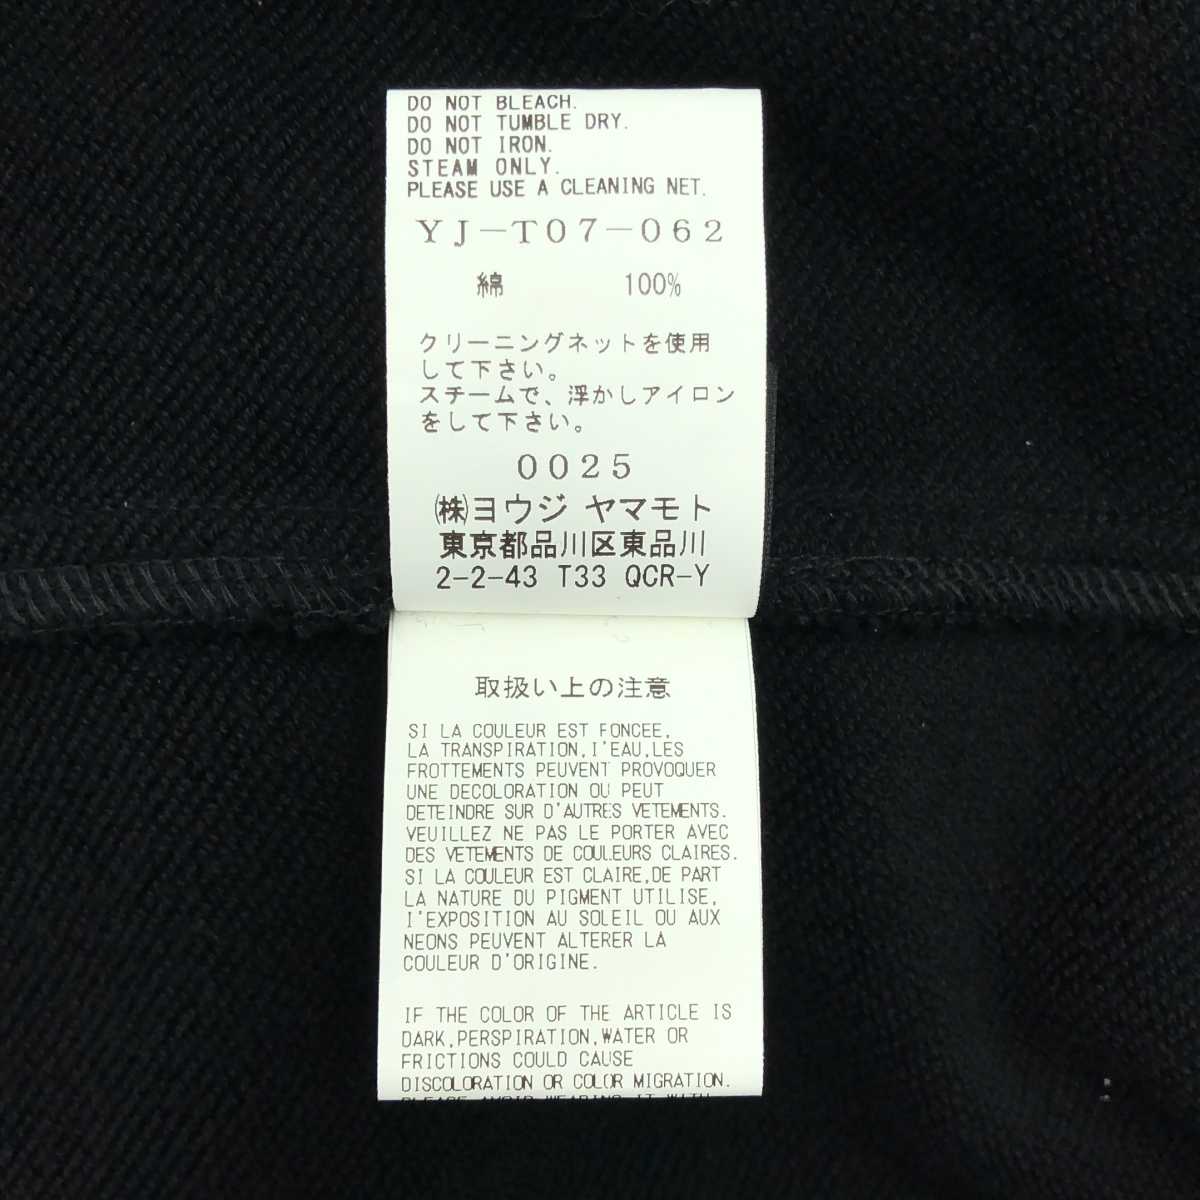 DO NOT BLEACH.
DO NOT TUMBLE DRY.
DO NOT IRON.
STEAM ONLY.
PLEASE USE A CLEANING NET.
YJ-T07-062
綿 100%
クリーニングネットを使用
して下さい。
スチームで、浮かしアイロン
をして下さい。
0025
㈱ヨウジ ヤマモト
東京都品川区東品川
2-2-43 T33 QCR-Y
取扱い上の注意
SI LA COULEUR EST FONCEE,
LA TRANSPIRATION,I'EAU,LES
FROTTEMENTS PEUVENT PROVOQUER
UNE DECOLORATION OU PEUT
DETEINDRE SUR D'AUTRES VETEMENTS.
VEUILLEZ NE PAS LE PORTER AVEC
DES VETEMENTS DE COULEURS CLAIRES.
SI LA COULEUR EST CLAIRE,DE PART
LA NATURE DU PIGMENT UTILISE,
I'EXPOSITION AU SOLEIL OU AUX
NEONS PEUVENT ALTERER LA
COULEUR D'ORIGINE.
IF THE COLOR OF THE ARTICLE IS
DARK,PERSPIRATION,WATER OR
FRICTIONS COULD CAUSE
DISCOLORATION OR COLOR MIGRATION.
PLEASE AVOID WEARING IT WITH